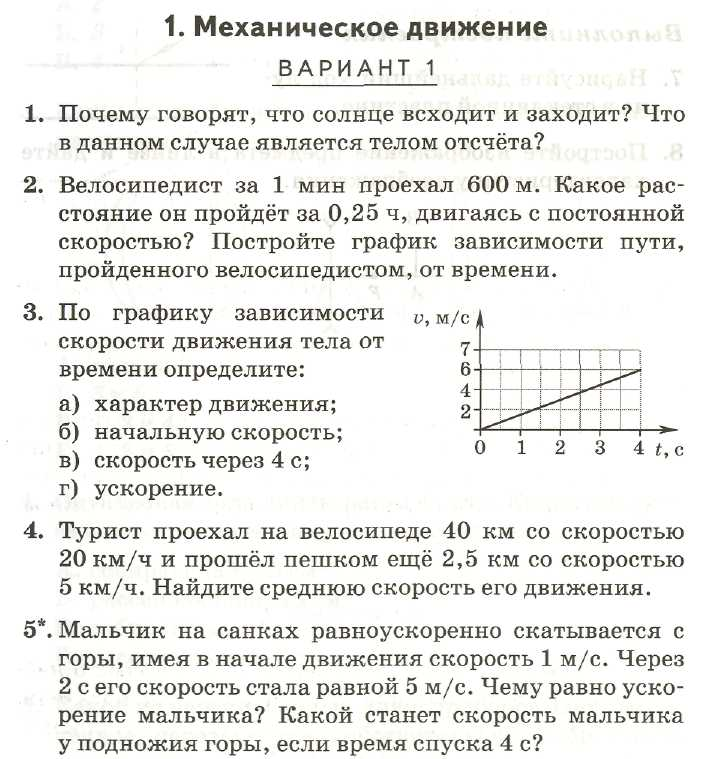 1. Механическое движение
ВАРИАНТ 1
1. Почему говорят, что солнце всходит и заходит? Что
в данном случае является телом отсчёта?
2. Велосипедист за 1 мин проехал 600 м. Какое рас-
стояние он пройдёт за 0,25 ч, двигаясь с постоянной
скоростью? Постройте график зависимости пути,
пройденного велосипедистом, от времени.
3. По графику зависимости
скорости движения тела от
времени определите:
а) характер движения;
б) начальную скорость;
в) скорость через 4 с;
г) ускорение.
v, м/с
7
6
4
2
0 1 2 3 4 t, с
4. Турист проехал на велосипеде 40 км со скоростью
20 км/ч и прошёл пешком ещё 2,5 км со скоростью
5 км/ч. Найдите среднюю скорость его движения.
5*. Мальчик на санках равноускоренно скатывается с
горы, имея в начале движения скорость 1 м/с. Через
2 с его скорость стала равной 5 м/с. Чему равно уско-
рение мальчика? Какой станет скорость мальчика
у подножия горы, если время спуска 4 с?